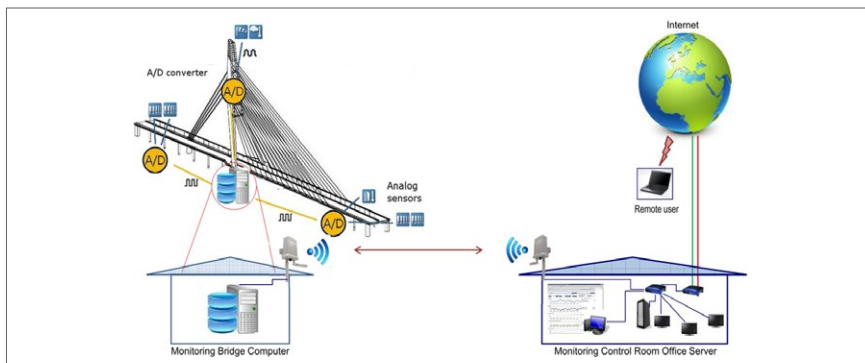 Internet
A/D converter
A/D
A/D
Analog
sensors
A/D
Remote user
Monitoring Bridge Computer
Monitoring Control Room Office Server